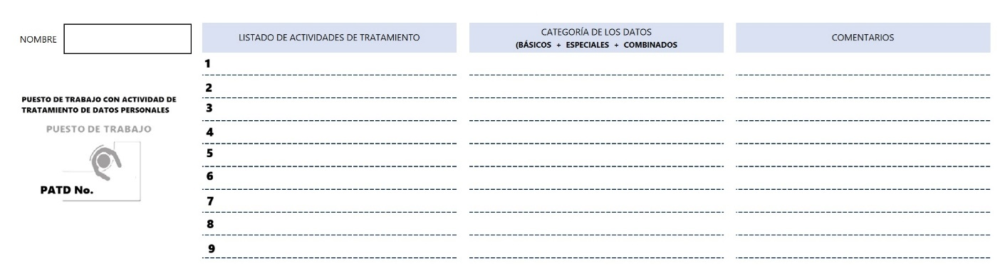 NOMBRE
LISTADO DE ACTIVIDADES DE TRATAMIENTO
CATEGORÍA DE LOS DATOS
(BÁSICOS + ESPECIALES + COMBINADOS
COMENTARIOS
PUESTO DE TRABAJO CON ACTIVIDAD DE
TRATAMIENTO DE DATOS PERSONALES
PUESTO DE TRABAJO
PATD No.
1
2
3
4
5
6
7
8
9